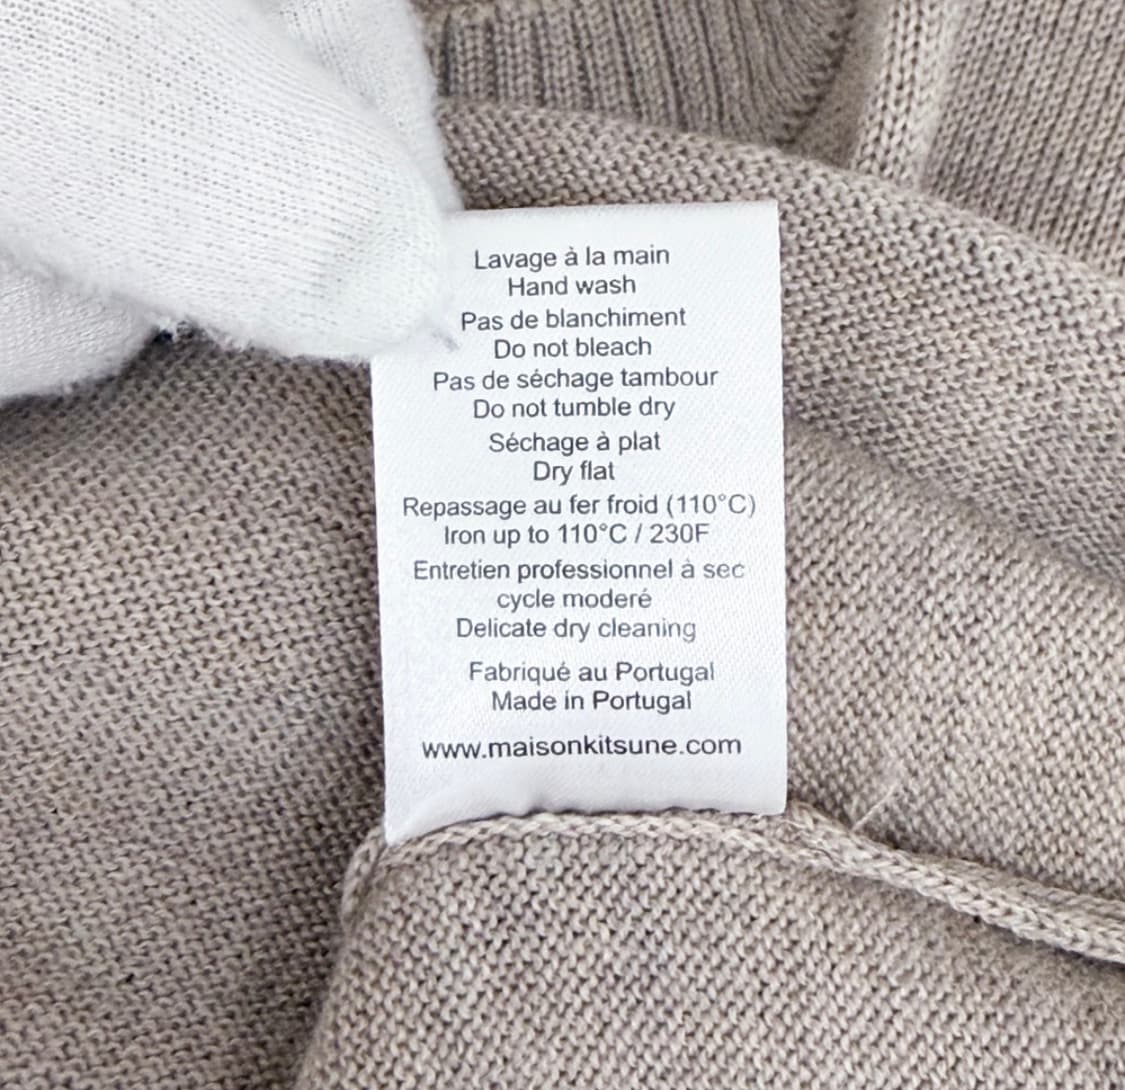 Lavage à la main
Hand wash
Pas de blanchiment
Do not bleach
Pas de séchage tambour
Do not tumble dry
Séchage à plat
Dry flat
Repassage au fer froid (110°C)
Iron up to 110°C / 230F
Entretien professionnel à sec
cycle moderé
Delicate dry cleaning
Fabriqué au Portugal
Made in Portugal
www.maisonkitsune.com